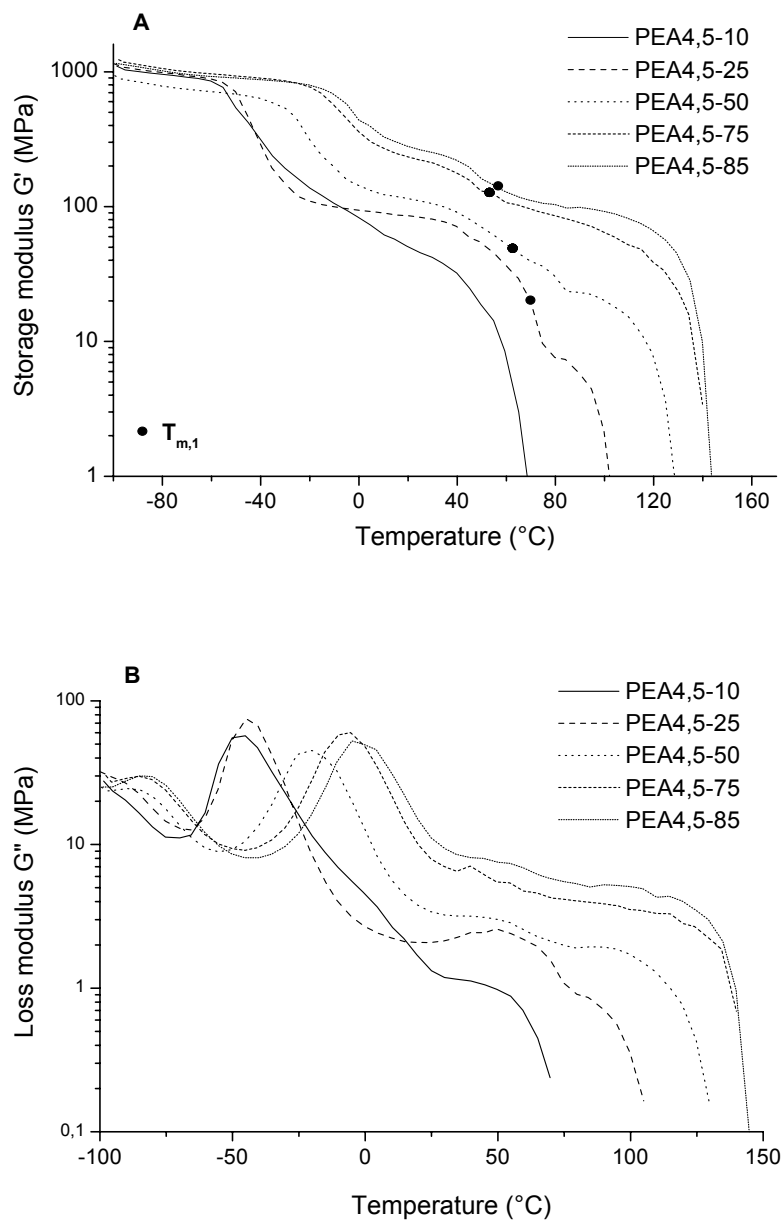 A
PEA4,5-10
PEA4,5-25
PEA4,5-50
PEA4,5-75
PEA4,5-85
1000
100
10
1
Storage modulus G' (MPa)
Tm,1
-80 -40 0 40 80 120 160
Temperature (°C)
B
PEA4,5-10
PEA4,5-25
PEA4,5-50
PEA4,5-75
PEA4,5-85
100
10
1
0,1
Loss modulus G" (MPa)
-100 -50 0 50 100 150
Temperature (°C)